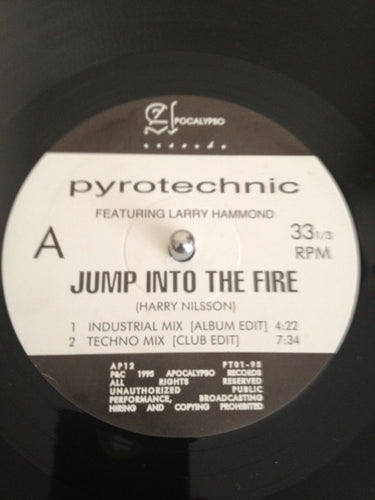 POCALYPSO
records
pyrotechnic
FEATURING LARRY HAMMOND
A
33 1/3
RPM
JUMP INTO THE FIRE
(HARRY NILSSON)
1 INDUSTRIAL MIX [ALBUM EDIT] 4:22
2 TECHNO MIX [CLUB EDIT] 7:34
AP12 PT01-95
P&C 1995 APOCALYPSO RECORDS
ALL RIGHTS RESERVED
UNAUTHORIZED PUBLIC
PERFORMANCE, BROADCASTING
HIRING AND COPYING PROHIBITED